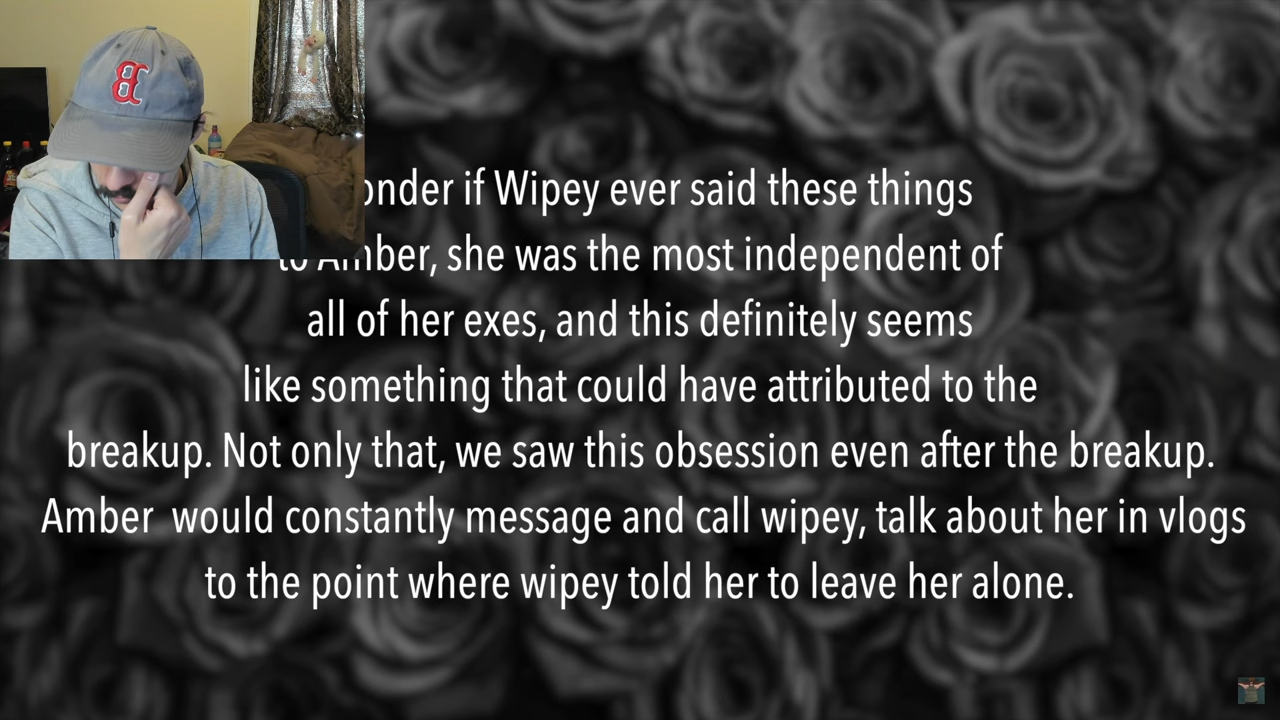 onder if Wipey ever said these things
to Amber, she was the most independent of
all of her exes, and this definitely seems
like something that could have attributed to the
breakup. Not only that, we saw this obsession even after the breakup.
Amber would constantly message and call wipey, talk about her in vlogs
to the point where wipey told her to leave her alone.